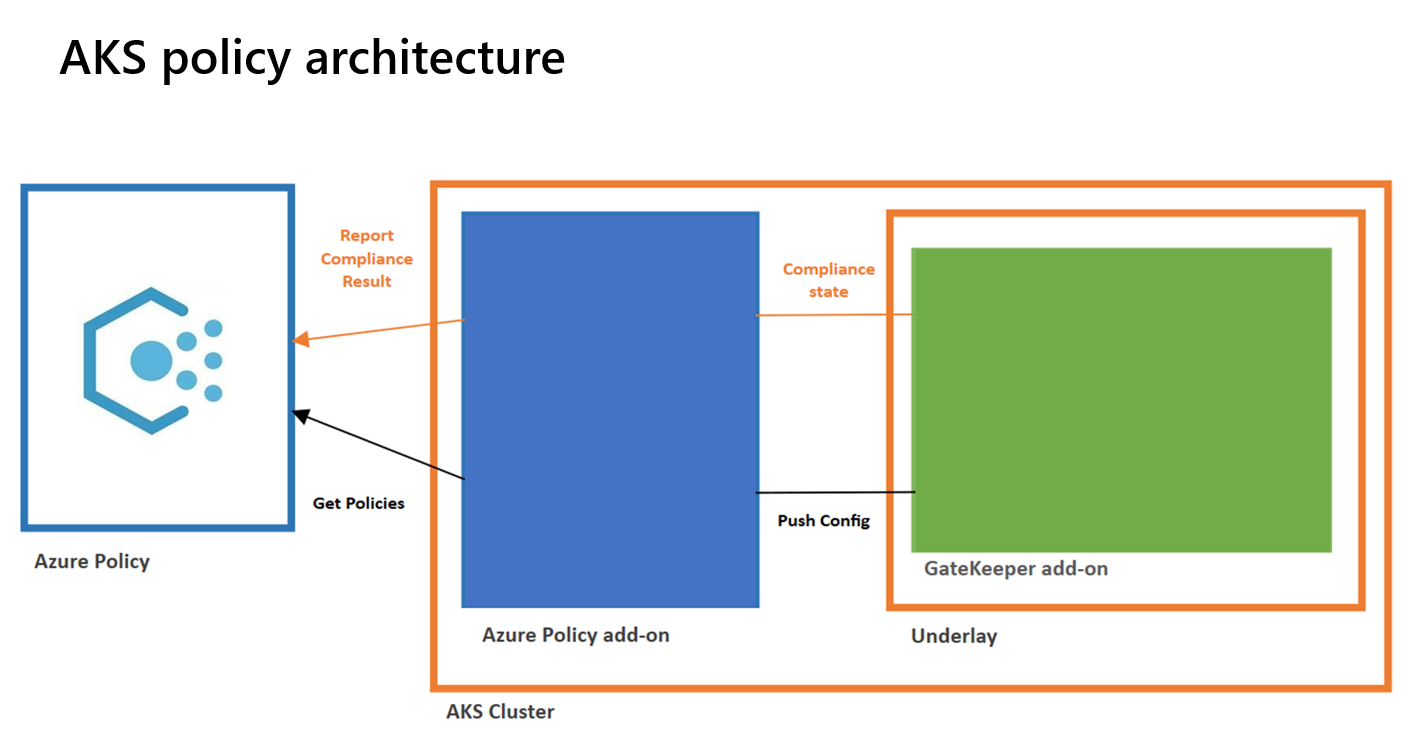 AKS policy architecture
Report
Compliance
Result
Compliance
state
Get Policies
Push Config
Azure Policy
GateKeeper add-on
Azure Policy add-on
Underlay
AKS Cluster